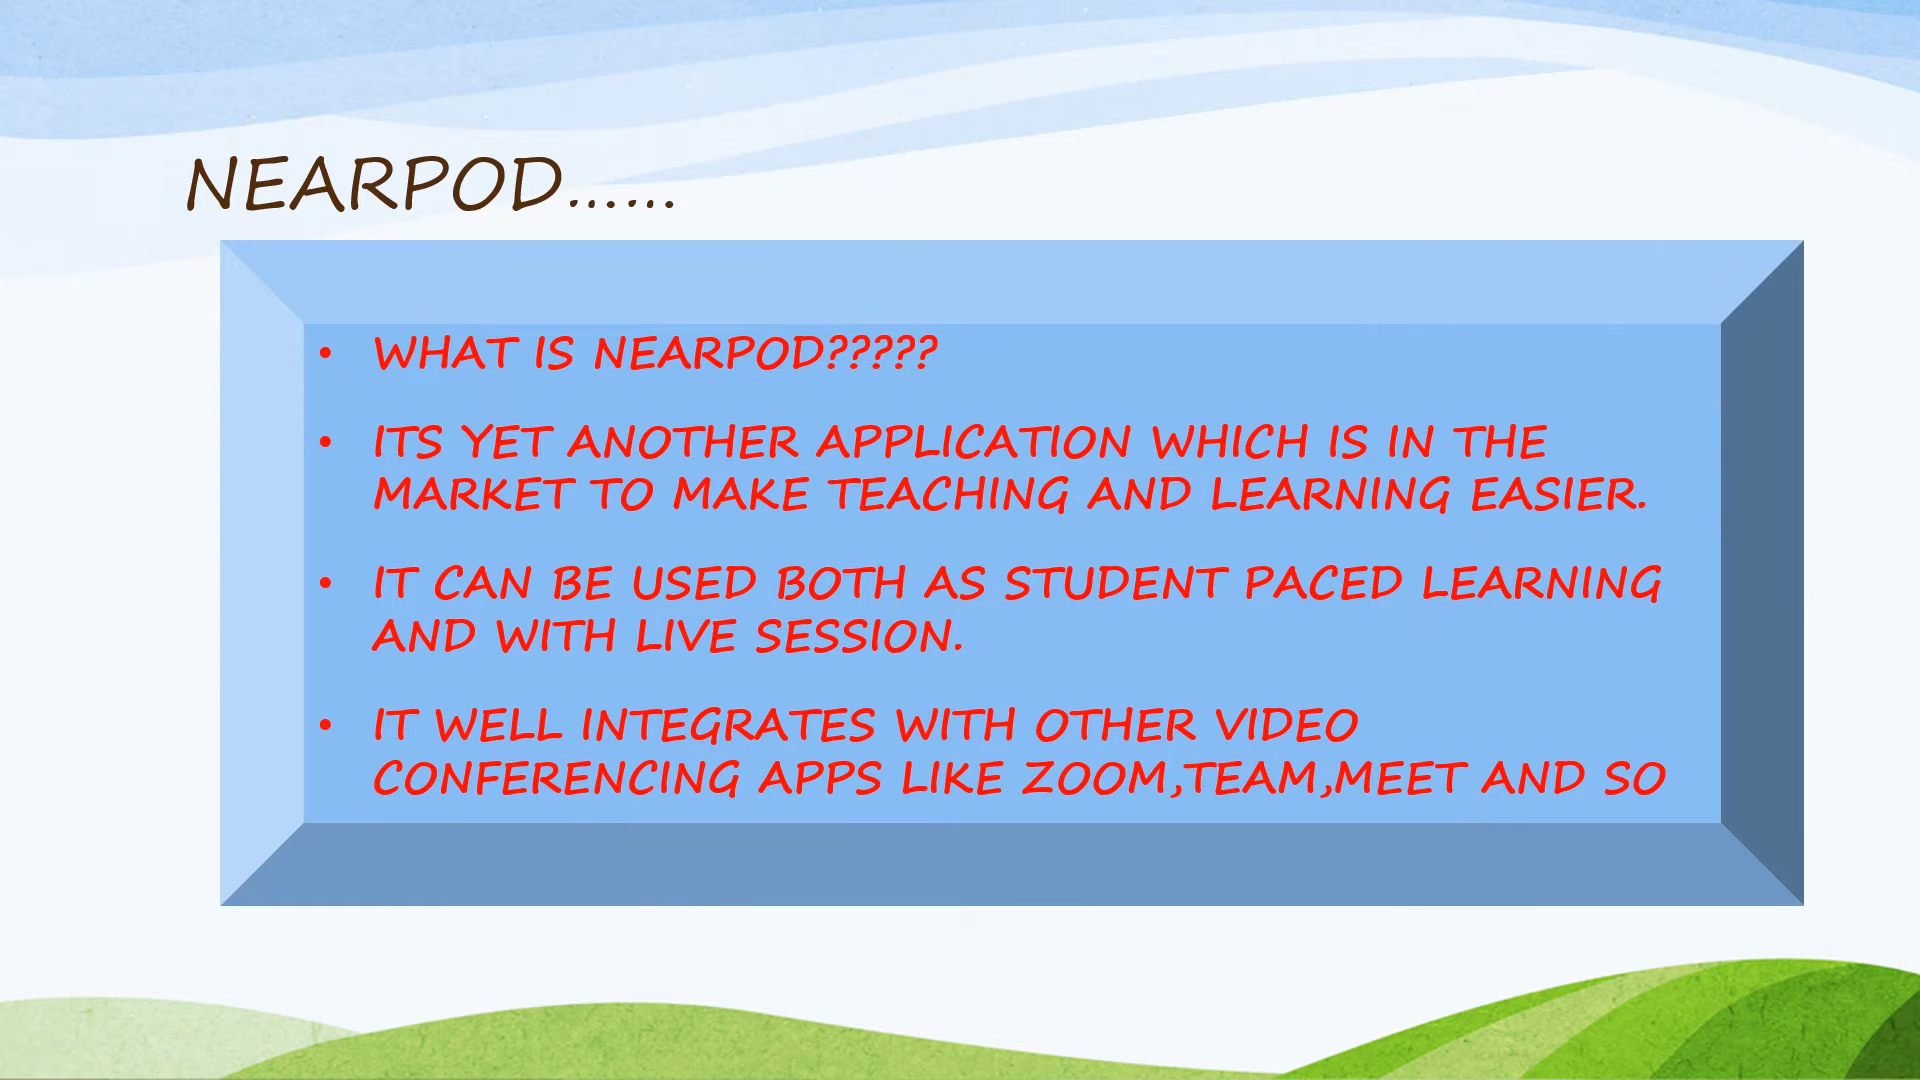 NEARPOD......
• WHAT IS NEARPOD?????
• ITS YET ANOTHER APPLICATION WHICH IS IN THE
MARKET TO MAKE TEACHING AND LEARNING EASIER.
• IT CAN BE USED BOTH AS STUDENT PACED LEARNING
AND WITH LIVE SESSION.
• IT WELL INTEGRATES WITH OTHER VIDEO
CONFERENCING APPS LIKE ZOOM,TEAM,MEET AND SO